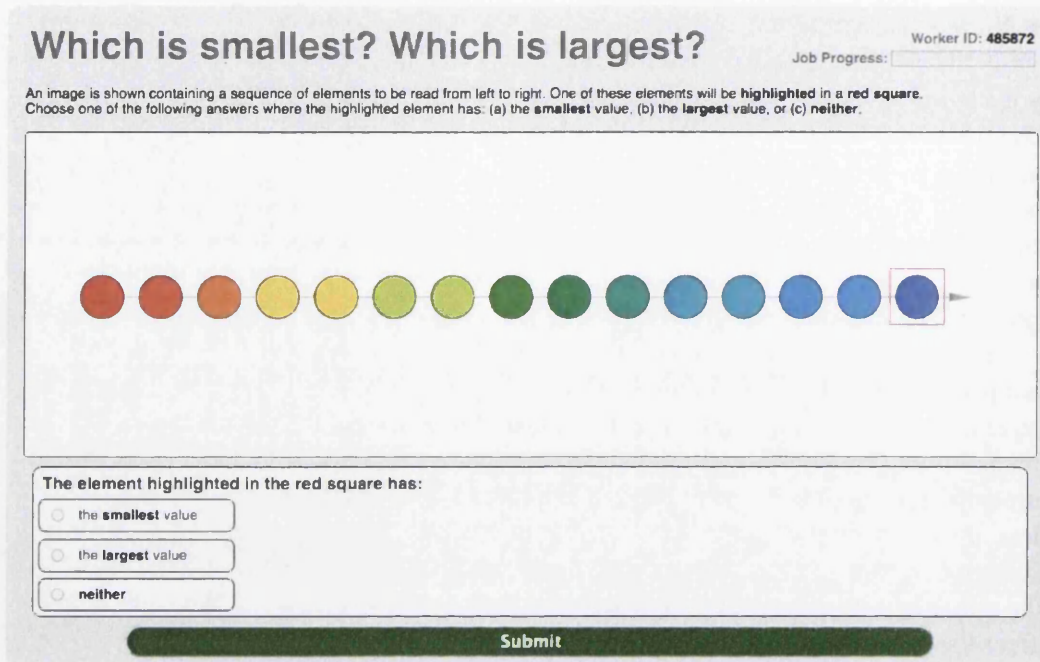 Which is smallest? Which is largest?
Worker ID: 485872
Job Progress:
An image is shown containing a sequence of elements to be read from left to right. One of these elements will be highlighted in a red square.
Choose one of the following answers where the highlighted element has: (a) the smallest value, (b) the largest value, or (c) neither.
The element highlighted in the red square has:
the smallest value
the largest value
neither
Submit